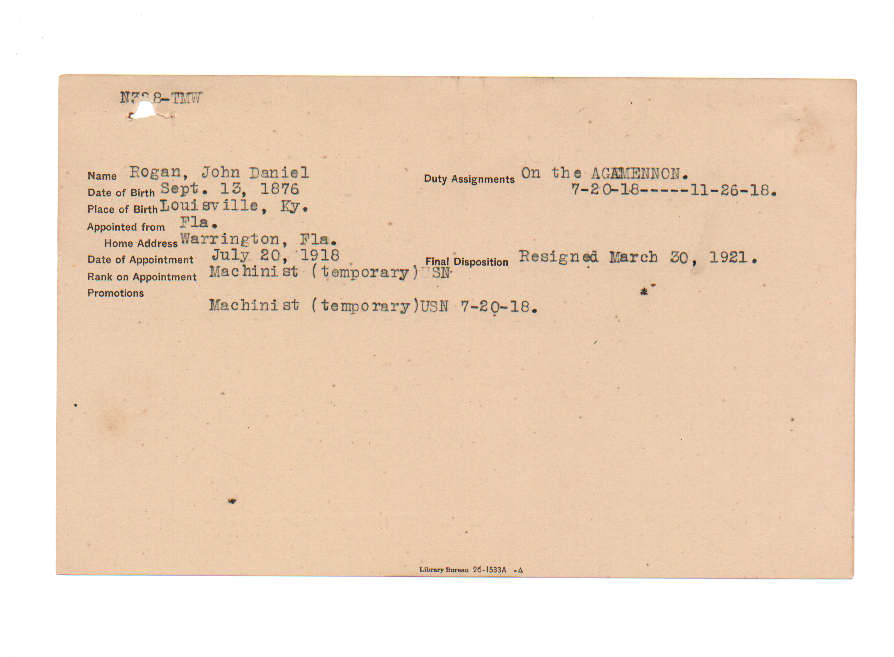 N328-TMW
Name Rogan, John Daniel
Date of Birth Sept. 13, 1876
Place of Birth Louisville, Ky.
Appointed from Fla.
Home Address Warrington, Fla.
Date of Appointment July 20, 1918
Rank on Appointment Machinist (temporary)USN
Promotions
Machinist (temporary)USN 7-20-18.
Duty Assignments On the AGAMENNON.
7-20-18-----11-26-18.
Final Disposition Resigned March 30, 1921.
*
Library Bureau 26-1533A